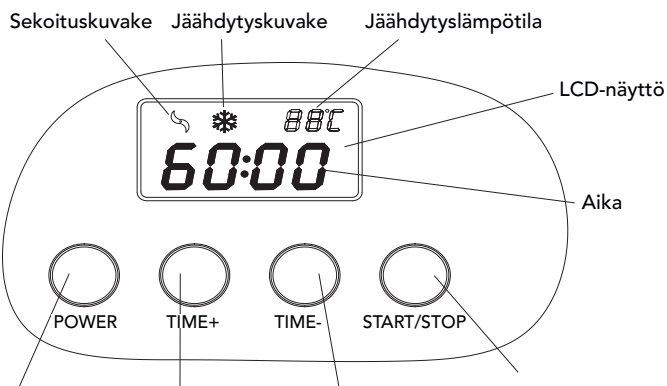 Sekoituskuvake Jäähdytyskuvake Jäähdytyslämpötila
LCD-näyttö
88°C
60:00
Aika
POWER TIME+ TIME- START/STOP